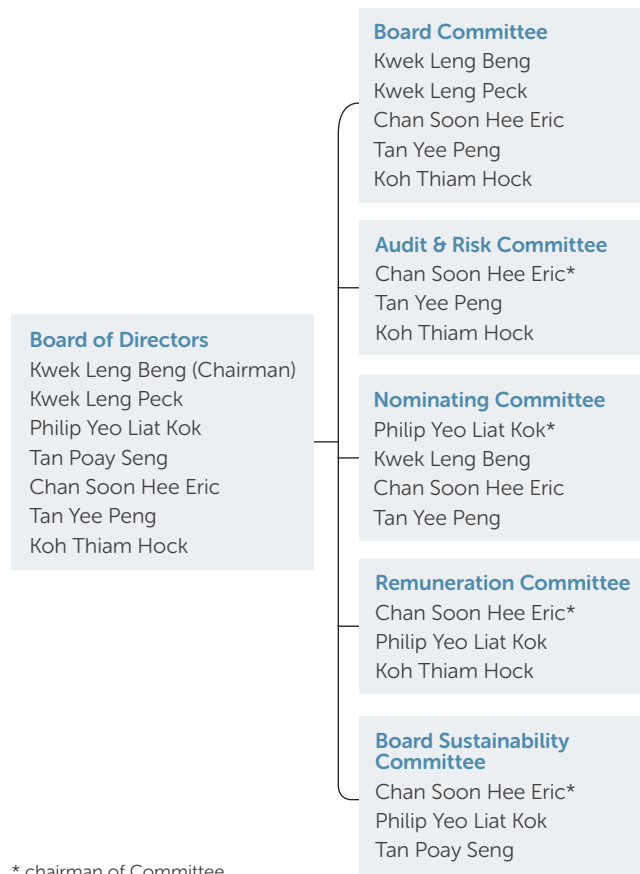 Board of Directors
Kwek Leng Beng (Chairman)
Kwek Leng Peck
Philip Yeo Liat Kok
Tan Poay Seng
Chan Soon Hee Eric
Tan Yee Peng
Koh Thiam Hock
Board Committee
Kwek Leng Beng
Kwek Leng Peck
Chan Soon Hee Eric
Tan Yee Peng
Koh Thiam Hock
Audit & Risk Committee
Chan Soon Hee Eric*
Tan Yee Peng
Koh Thiam Hock
Nominating Committee
Philip Yeo Liat Kok*
Kwek Leng Beng
Chan Soon Hee Eric
Tan Yee Peng
Remuneration Committee
Chan Soon Hee Eric*
Philip Yeo Liat Kok
Koh Thiam Hock
Board Sustainability
Committee
Chan Soon Hee Eric*
Philip Yeo Liat Kok
Tan Poay Seng
* chairman of Committee